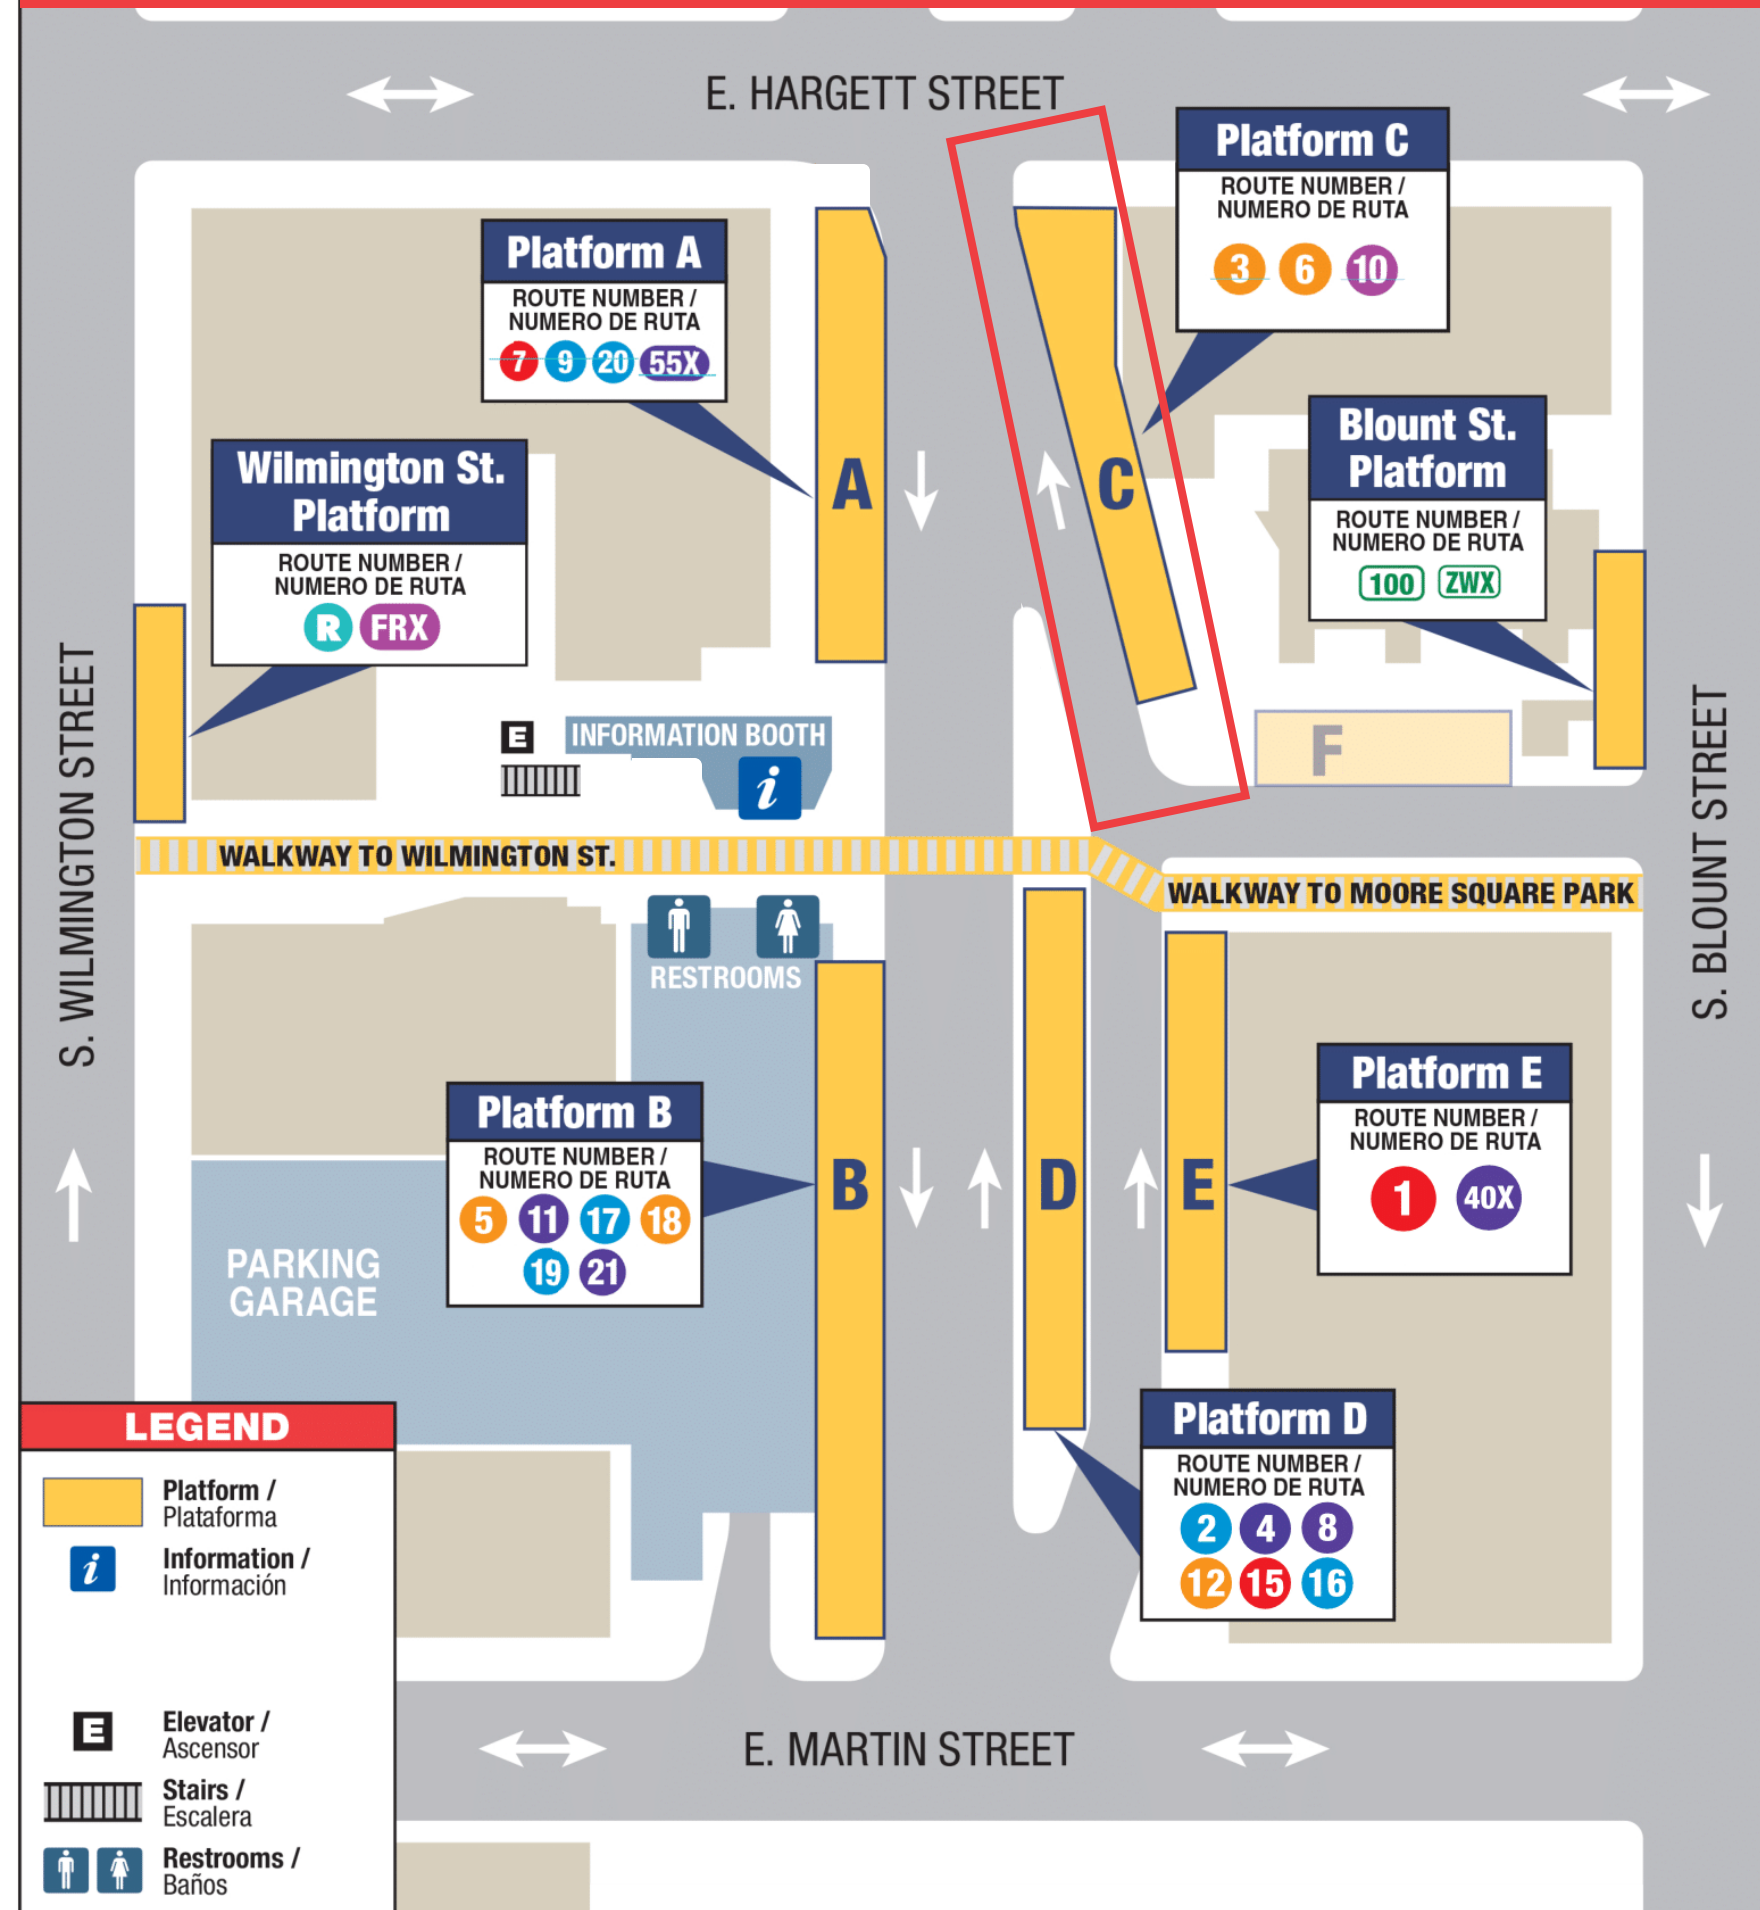 E. HARGETT STREET
Platform C
ROUTE NUMBER /
NUMERO DE RUTA
3 6 10
Platform A
ROUTE NUMBER /
NUMERO DE RUTA
7 9 20 55X
Blount St.
Platform
ROUTE NUMBER /
NUMERO DE RUTA
100 ZWX
Wilmington St.
Platform
ROUTE NUMBER /
NUMERO DE RUTA
R FRX
A
C
F
S. WILMINGTON STREET
S. BLOUNT STREET
E
INFORMATION BOOTH
i
WALKWAY TO WILMINGTON ST.
WALKWAY TO MOORE SQUARE PARK
RESTROOMS
Platform B
ROUTE NUMBER /
NUMERO DE RUTA
5 11 17 18
19 21
B
D
E
Platform E
ROUTE NUMBER /
NUMERO DE RUTA
1 40X
PARKING
GARAGE
Platform D
ROUTE NUMBER /
NUMERO DE RUTA
2 4 8
12 15 16
LEGEND
Platform /
Plataforma
i
Information /
Información
E
Elevator /
Ascensor
Stairs /
Escalera
Restrooms /
Baños
E. MARTIN STREET